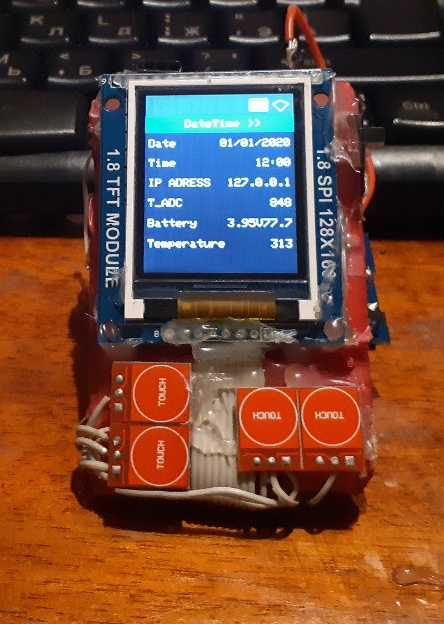 DateTime >>
Date 01/01/2020
Time 12:00
IP ADRESS 127.0.0.1
T_ADC 848
Battery 3.95V77.7
Temperature 313
1.8 TFT MODULE
1.8 SPI 128X160
TOUCH
TOUCH
TOUCH
TOUCH